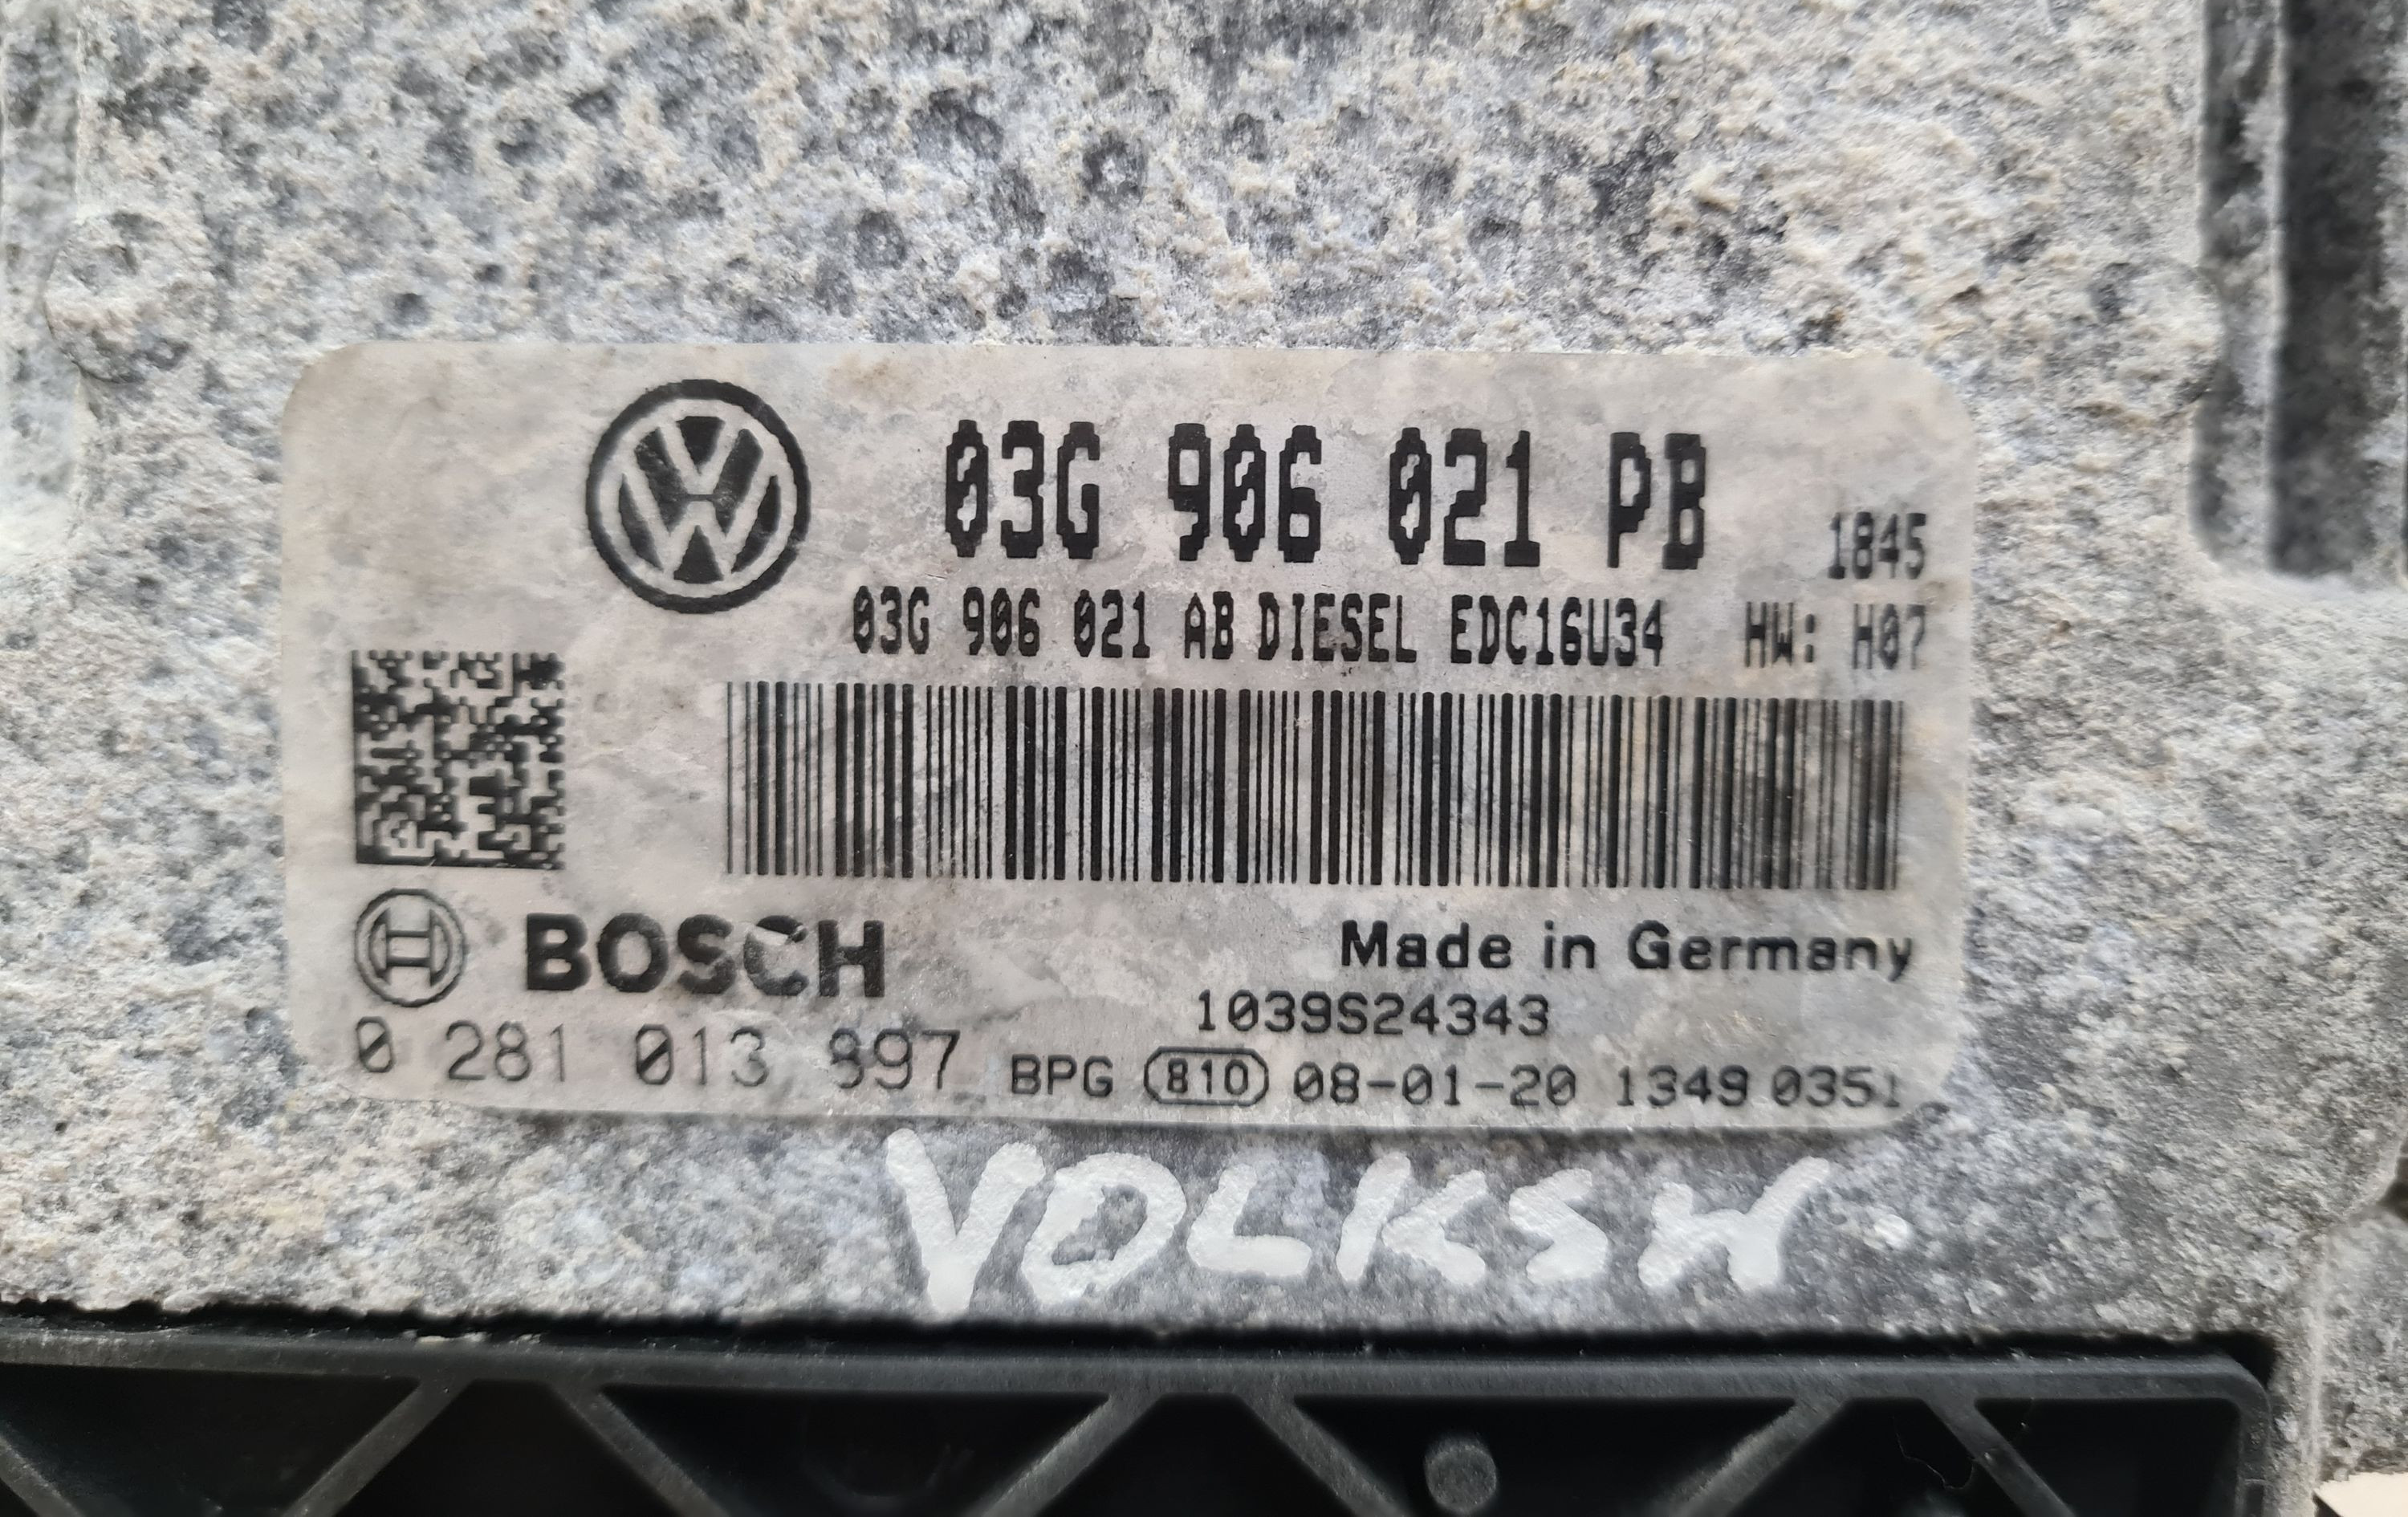 03G 906 021 PB 1845
03G 906 021 AB DIESEL EDC16U34 HW: H07
BOSCH Made in Germany
1039S24343
0 281 013 897 BPG 810 08-01-20 1349 0351
VOLKSW.